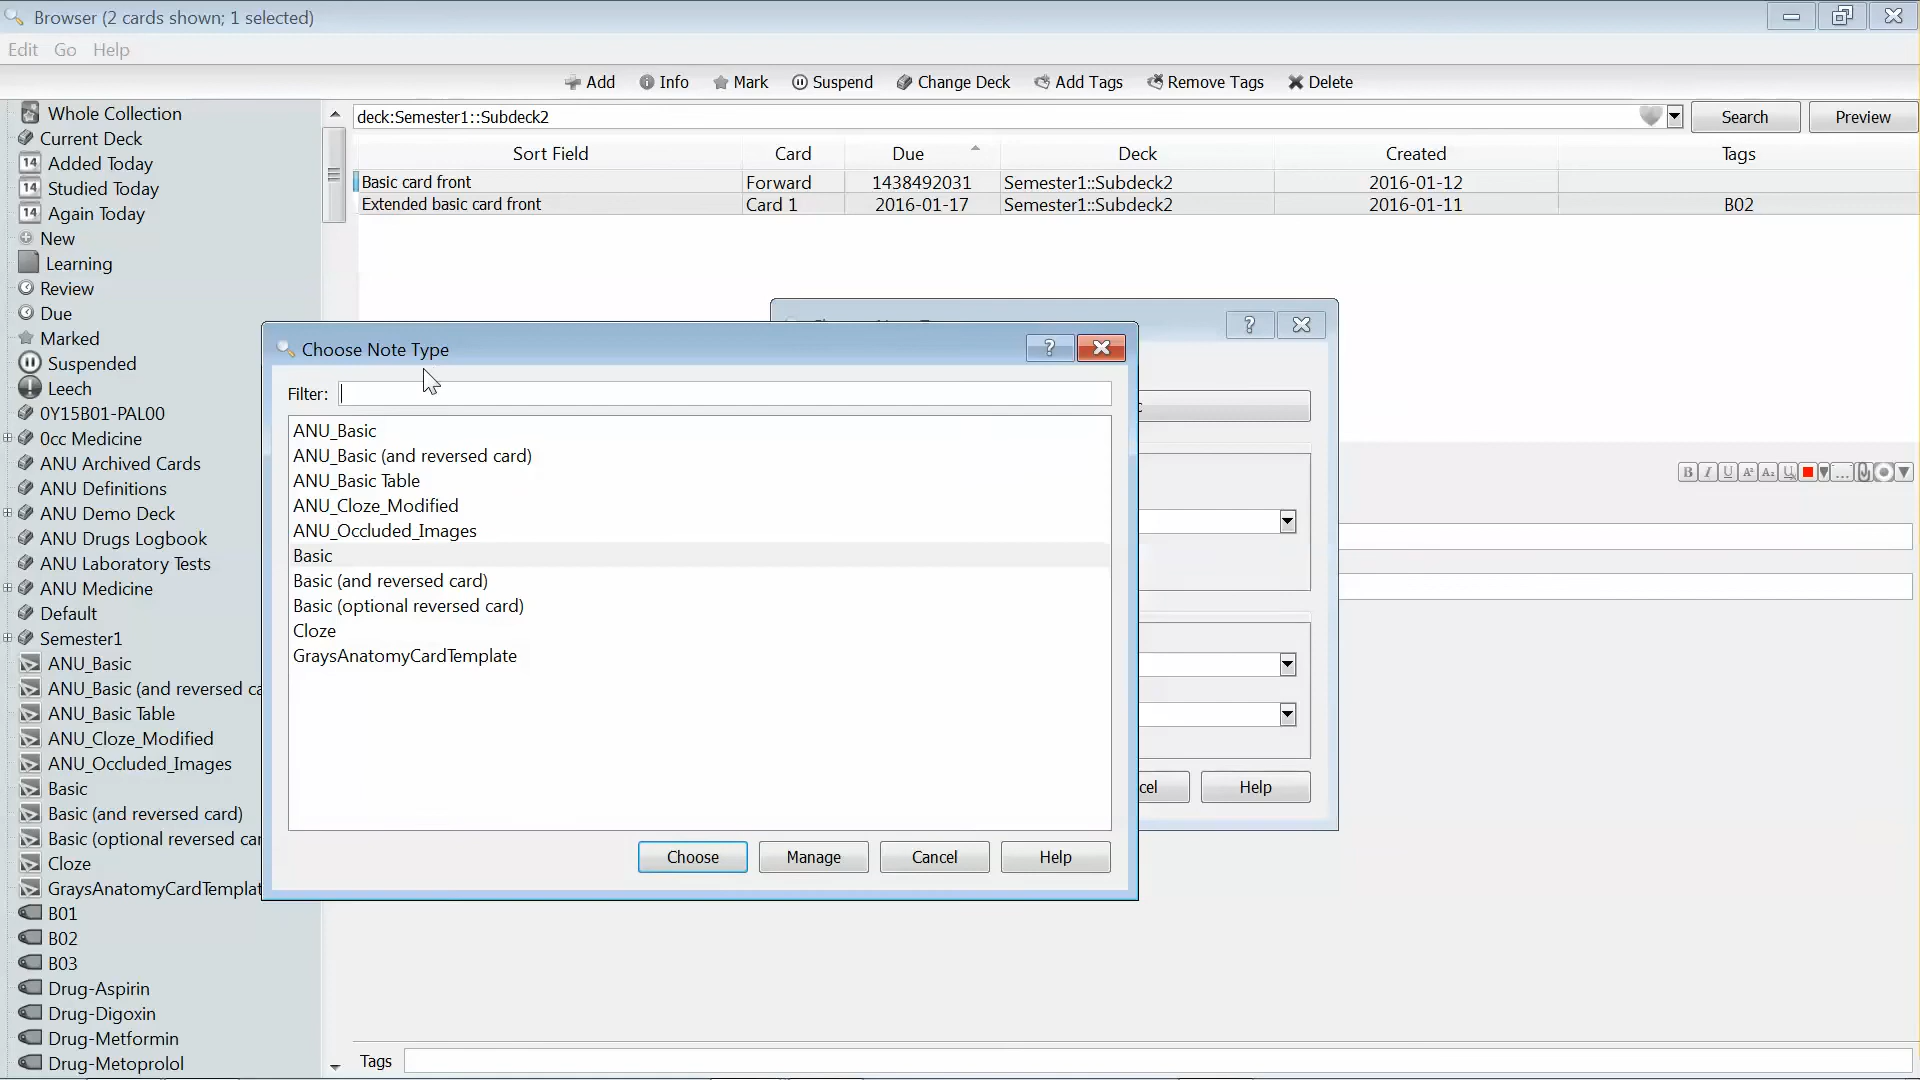 Browser (2 cards shown; 1 selected)
Edit Go Help
Add Info Mark Suspend Change Deck Add Tags Remove Tags Delete
Whole Collection
Current Deck
14 Added Today
14 Studied Today
14 Again Today
New
Learning
Review
Due
Marked
Suspended
Leech
0Y15B01-PAL00
0cc Medicine
ANU Archived Cards
ANU Definitions
ANU Demo Deck
ANU Drugs Logbook
ANU Laboratory Tests
ANU Medicine
Default
Semester1
ANU_Basic
ANU_Basic (and reversed ca
ANU_Basic Table
ANU_Cloze_Modified
ANU_Occluded_Images
Basic
Basic (and reversed card)
Basic (optional reversed car
Cloze
GraysAnatomyCardTemplat
B01
B02
B03
Drug-Aspirin
Drug-Digoxin
Drug-Metformin
Drug-Metoprolol
deck:Semester1::Subdeck2 Search Preview
Sort Field Card Due Deck Created Tags
Basic card front Forward 1438492031 Semester1::Subdeck2 2016-01-12
Extended basic card front Card 1 2016-01-17 Semester1::Subdeck2 2016-01-11 B02
Choose Note Type
Filter:
ANU_Basic
ANU_Basic (and reversed card)
ANU_Basic Table
ANU_Cloze_Modified
ANU_Occluded_Images
Basic
Basic (and reversed card)
Basic (optional reversed card)
Cloze
GraysAnatomyCardTemplate
Choose Manage Cancel Help
c
cel Help
B I U A² A₂
Tags